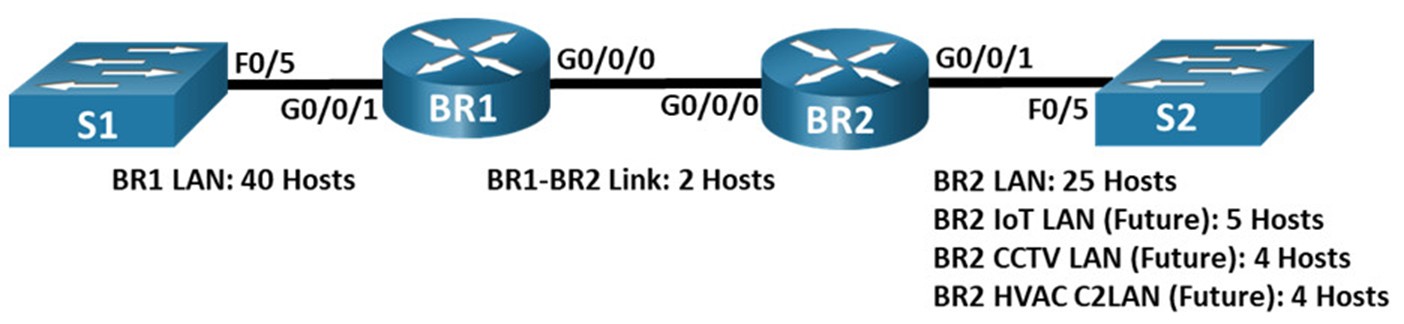 F0/5
G0/0/1
S1
BR1
G0/0/0
G0/0/0
BR2
G0/0/1
F0/5
S2
BR1 LAN: 40 Hosts
BR1-BR2 Link: 2 Hosts
BR2 LAN: 25 Hosts
BR2 IoT LAN (Future): 5 Hosts
BR2 CCTV LAN (Future): 4 Hosts
BR2 HVAC C2LAN (Future): 4 Hosts